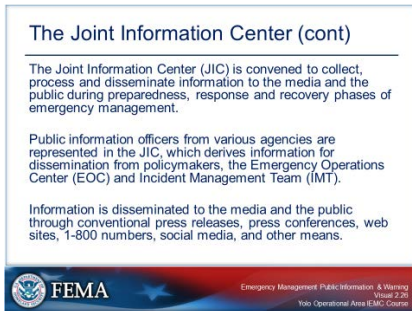 The Joint Information Center (cont)
The Joint Information Center (JIC) is convened to collect,
process and disseminate information to the media and the
public during preparedness, response and recovery phases of
emergency management.
Public information officers from various agencies are
represented in the JIC, which derives information for
dissemination from policymakers, the Emergency Operations
Center (EOC) and Incident Management Team (IMT).
Information is disseminated to the media and the public
through conventional press releases, press conferences, web
sites, 1-800 numbers, social media, and other means.
FEMA
Emergency Management Public Information & Warning
Visual 2.26
Yolo Operational Area IEMC Course